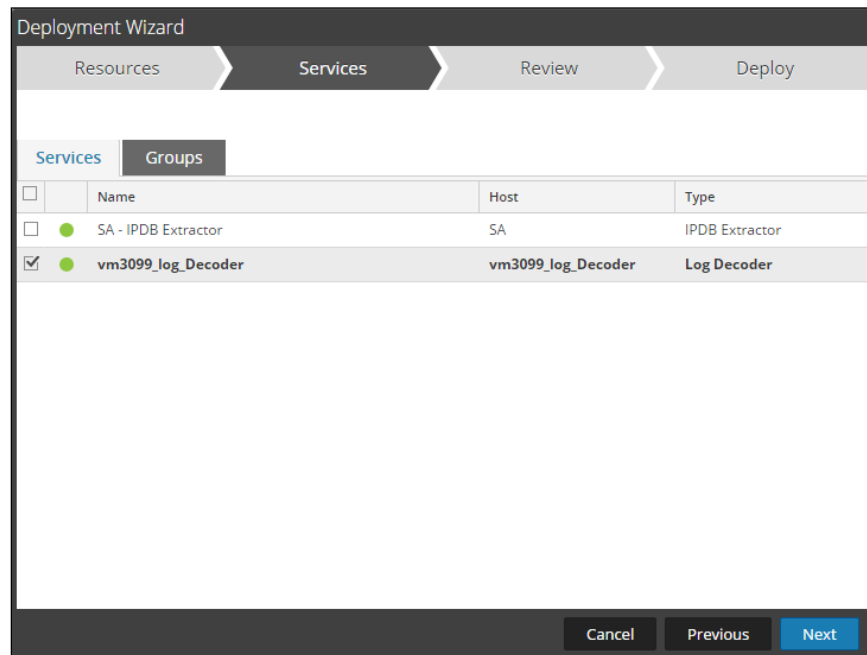 Deployment Wizard
Resources Services Review Deploy
Services Groups
Name Host Type
SA - IPDB Extractor SA IPDB Extractor
vm3099_log_Decoder vm3099_log_Decoder Log Decoder
Cancel Previous Next